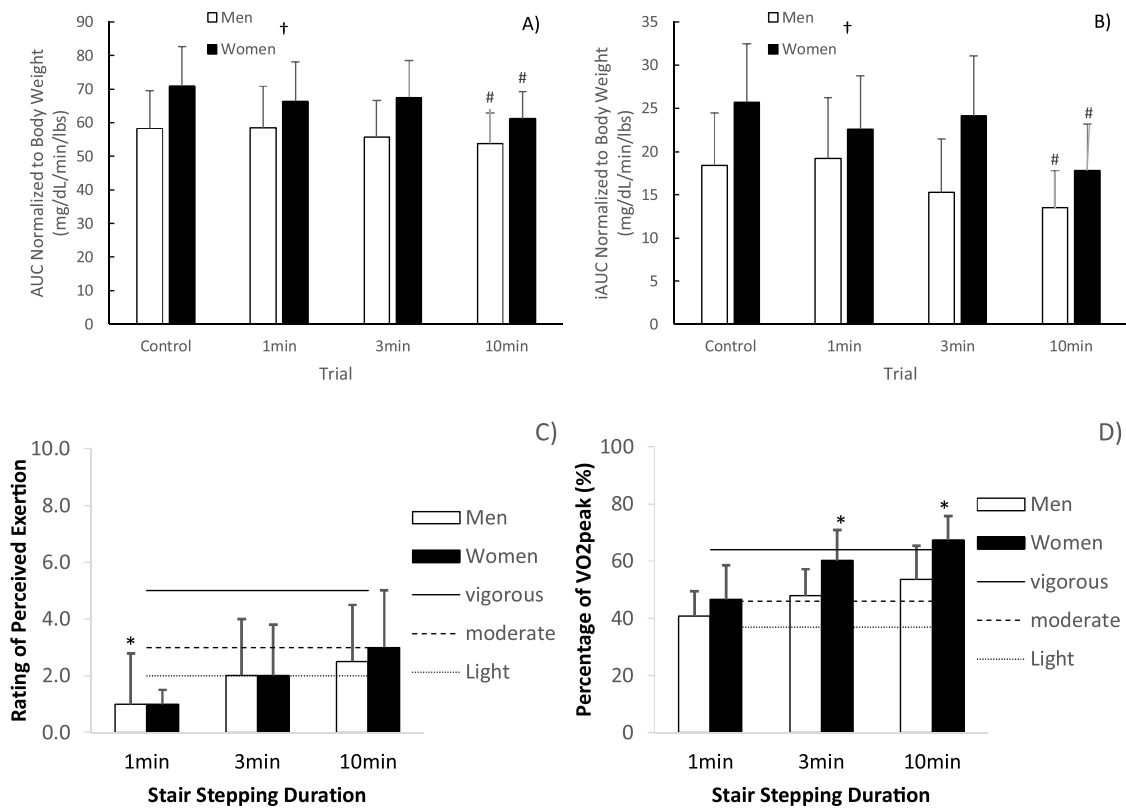 A)
Men
†
Women
AUC Normalized to Body Weight
(mg/dL/min/lbs)
90
80
70
60
50
40
30
20
10
0
# #
Control 1min 3min 10min
Trial
B)
Men
†
Women
iAUC Normalized to Body Weight
(mg/dL/min/lbs)
35
30
25
20
15
10
5
0
# #
Control 1min 3min 10min
Trial
C)
Rating of Perceived Exertion
10.0
8.0
6.0
4.0
2.0
0.0
*
Men
Women
vigorous
moderate
Light
1min 3min 10min
Stair Stepping Duration
D)
Percentage of VO2peak (%)
100
80
60
40
20
0
* *
Men
Women
vigorous
moderate
Light
1min 3min 10min
Stair Stepping Duration